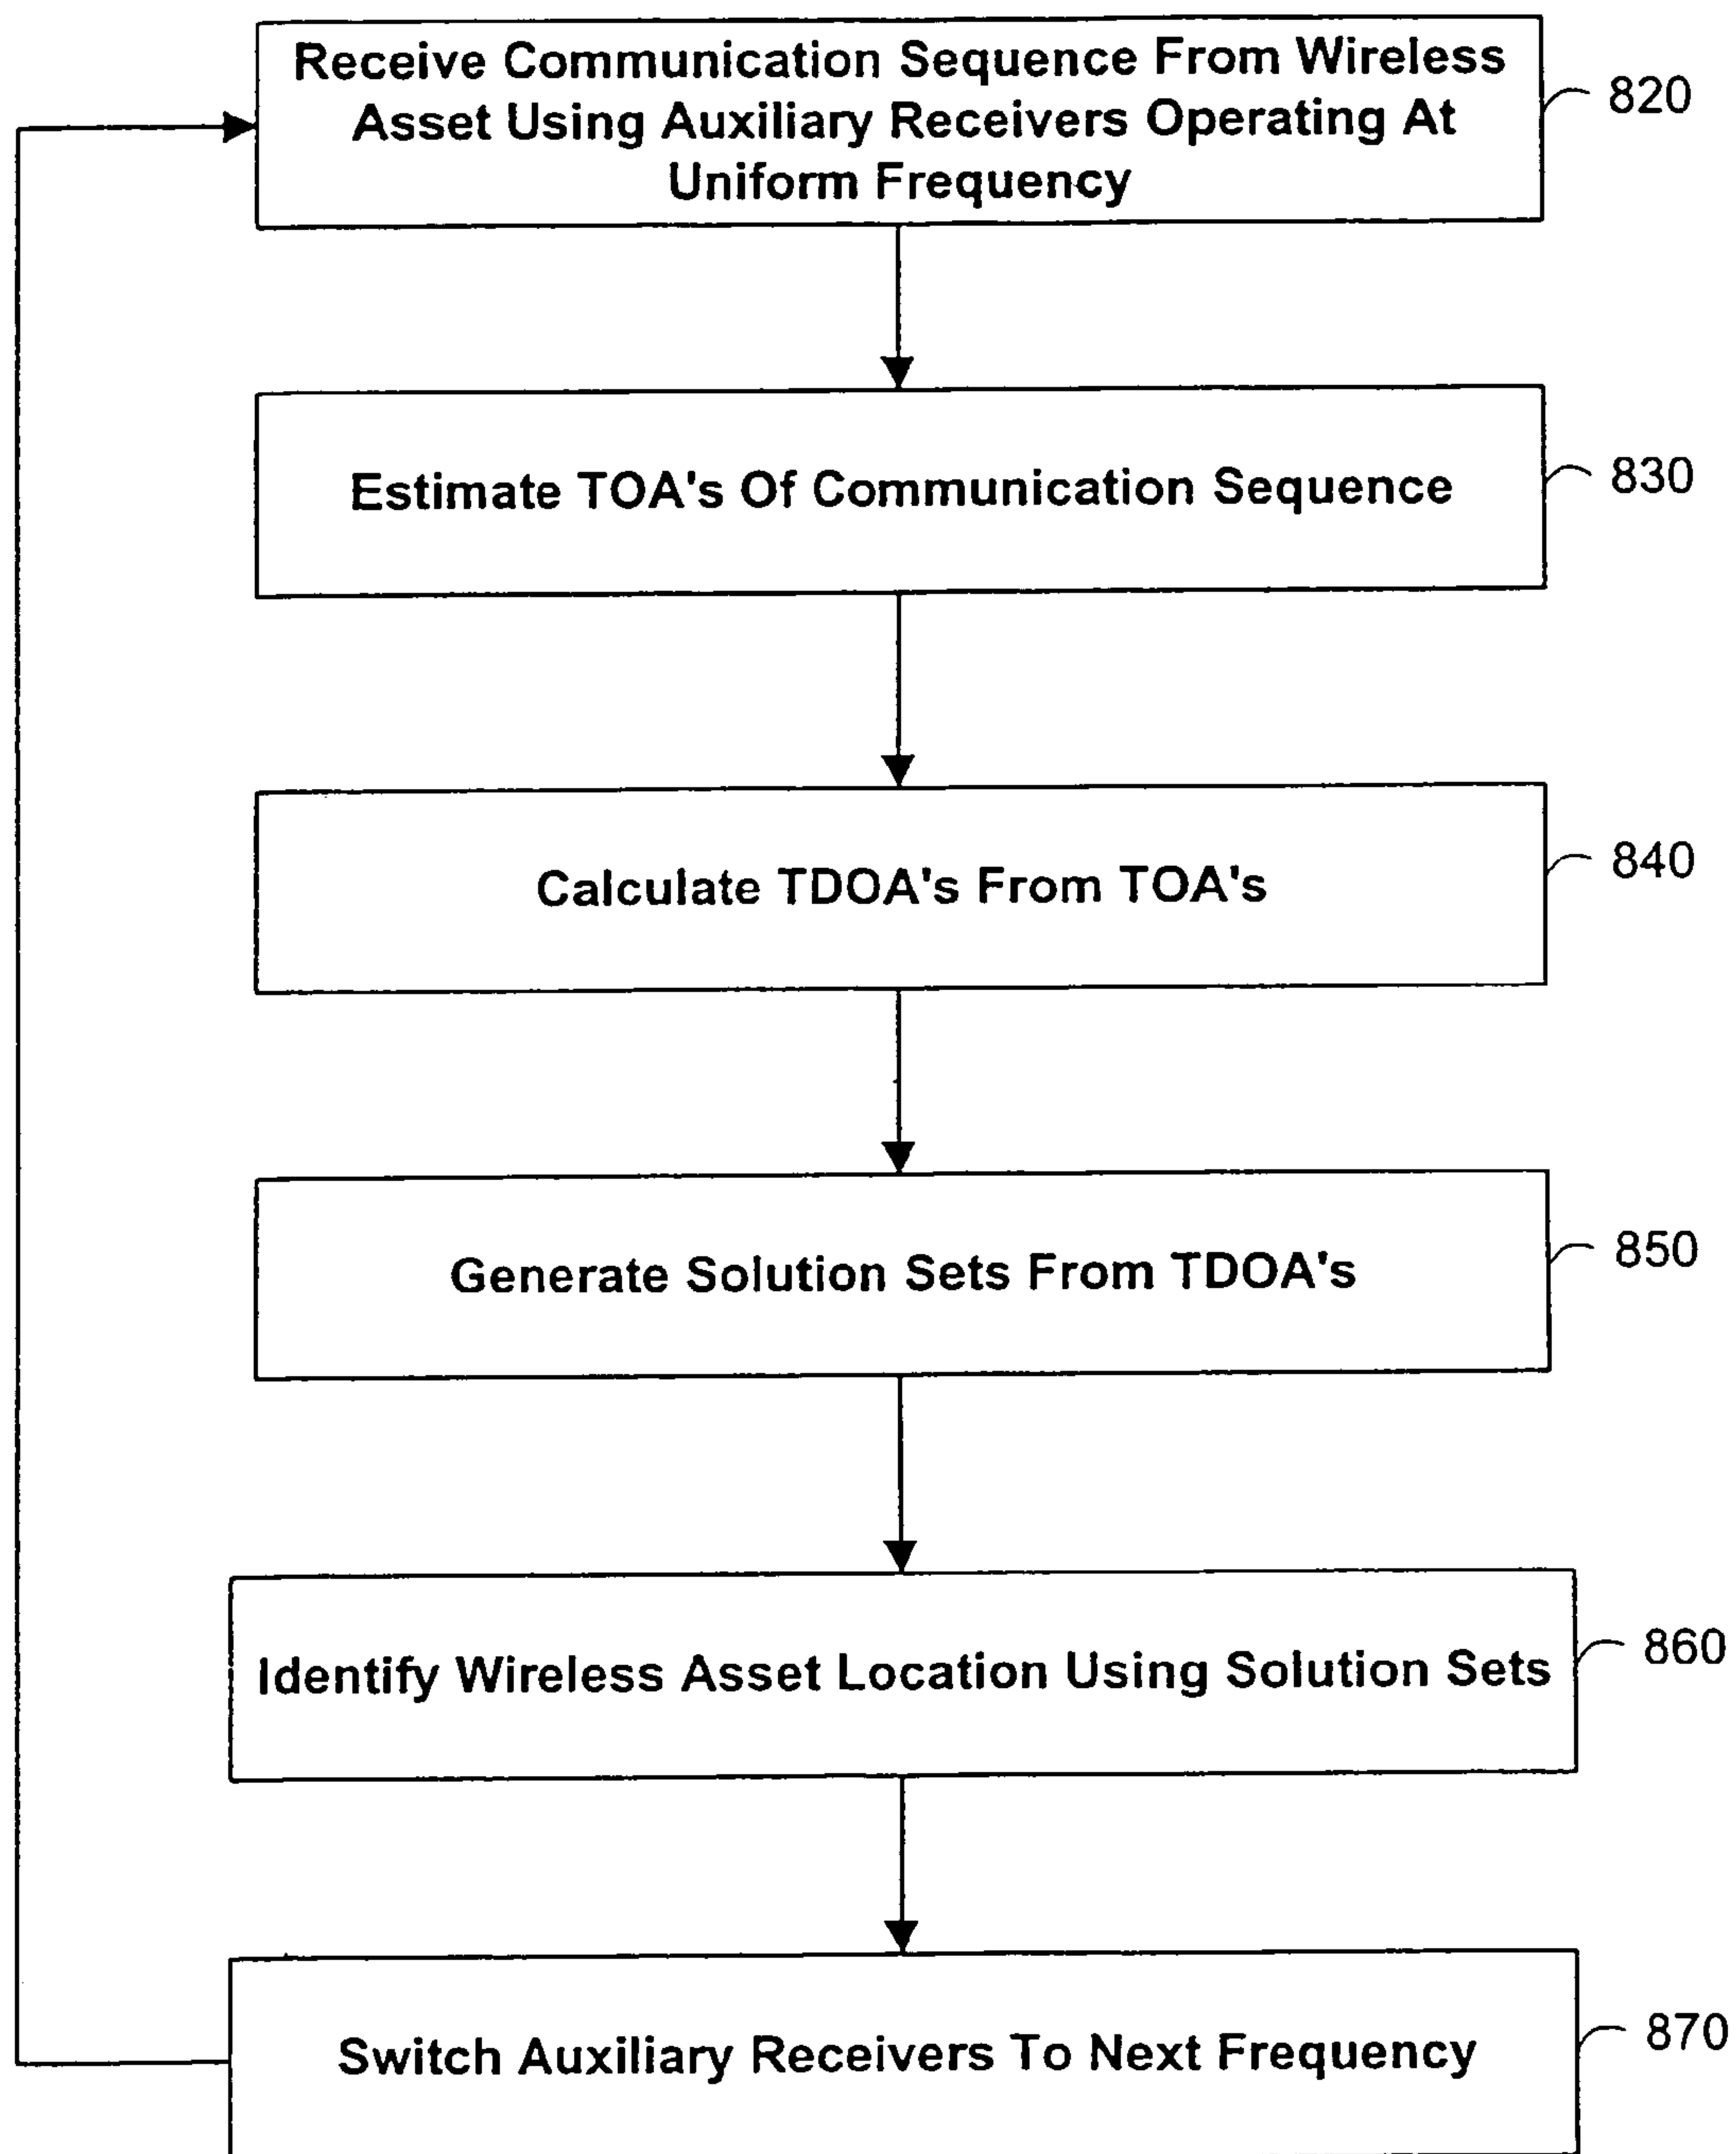 Receive Communication Sequence From Wireless
Asset Using Auxiliary Receivers Operating At
Uniform Frequency
820
Estimate TOA's Of Communication Sequence
830
Calculate TDOA's From TOA's
840
Generate Solution Sets From TDOA's
850
Identify Wireless Asset Location Using Solution Sets
860
Switch Auxiliary Receivers To Next Frequency
870